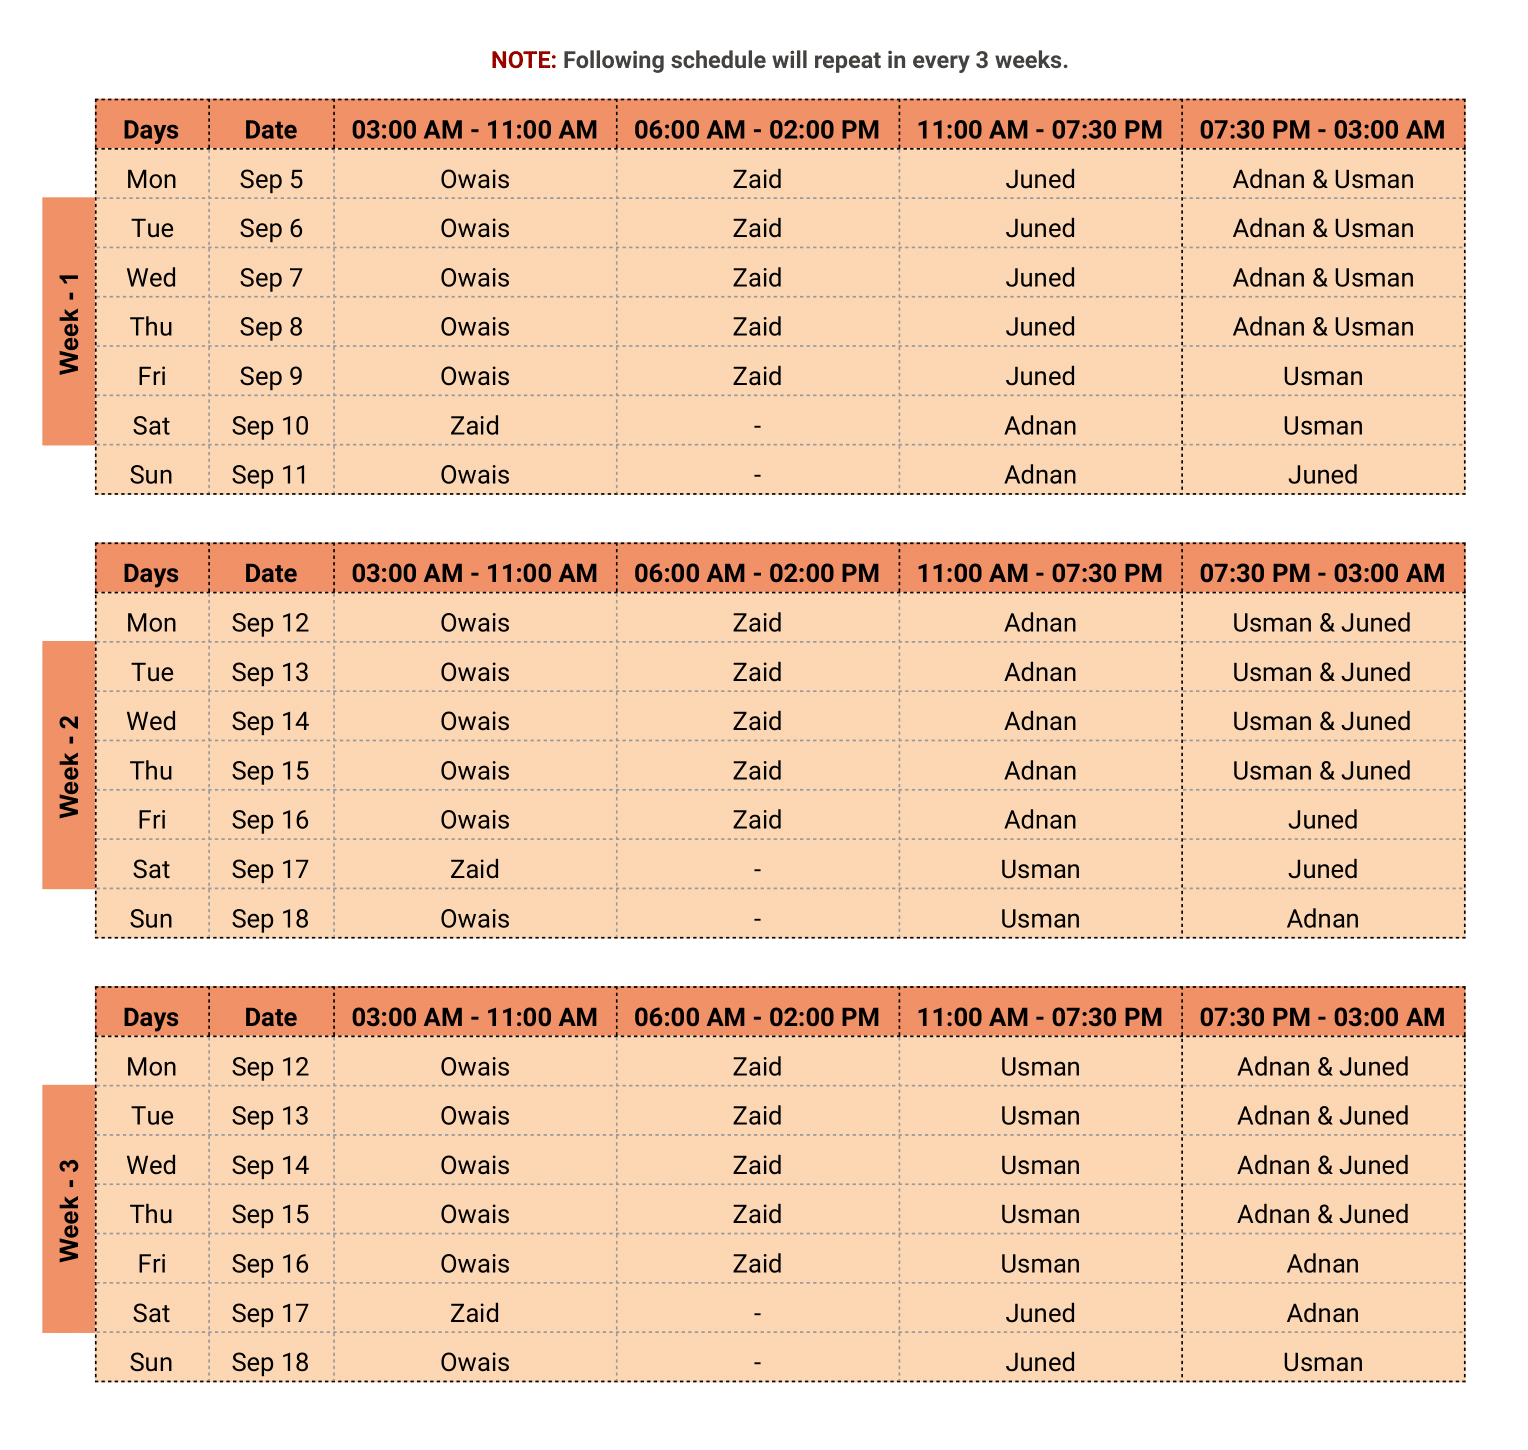 NOTE: Following schedule will repeat in every 3 weeks.
Week - 1
Days Date 03:00 AM - 11:00 AM 06:00 AM - 02:00 PM 11:00 AM - 07:30 PM 07:30 PM - 03:00 AM
Mon Sep 5 Owais Zaid Juned Adnan & Usman
Tue Sep 6 Owais Zaid Juned Adnan & Usman
Wed Sep 7 Owais Zaid Juned Adnan & Usman
Thu Sep 8 Owais Zaid Juned Adnan & Usman
Fri Sep 9 Owais Zaid Juned Usman
Sat Sep 10 Zaid - Adnan Usman
Sun Sep 11 Owais - Adnan Juned
Week - 2
Days Date 03:00 AM - 11:00 AM 06:00 AM - 02:00 PM 11:00 AM - 07:30 PM 07:30 PM - 03:00 AM
Mon Sep 12 Owais Zaid Adnan Usman & Juned
Tue Sep 13 Owais Zaid Adnan Usman & Juned
Wed Sep 14 Owais Zaid Adnan Usman & Juned
Thu Sep 15 Owais Zaid Adnan Usman & Juned
Fri Sep 16 Owais Zaid Adnan Juned
Sat Sep 17 Zaid - Usman Juned
Sun Sep 18 Owais - Usman Adnan
Week - 3
Days Date 03:00 AM - 11:00 AM 06:00 AM - 02:00 PM 11:00 AM - 07:30 PM 07:30 PM - 03:00 AM
Mon Sep 12 Owais Zaid Usman Adnan & Juned
Tue Sep 13 Owais Zaid Usman Adnan & Juned
Wed Sep 14 Owais Zaid Usman Adnan & Juned
Thu Sep 15 Owais Zaid Usman Adnan & Juned
Fri Sep 16 Owais Zaid Usman Adnan
Sat Sep 17 Zaid - Juned Adnan
Sun Sep 18 Owais - Juned Usman